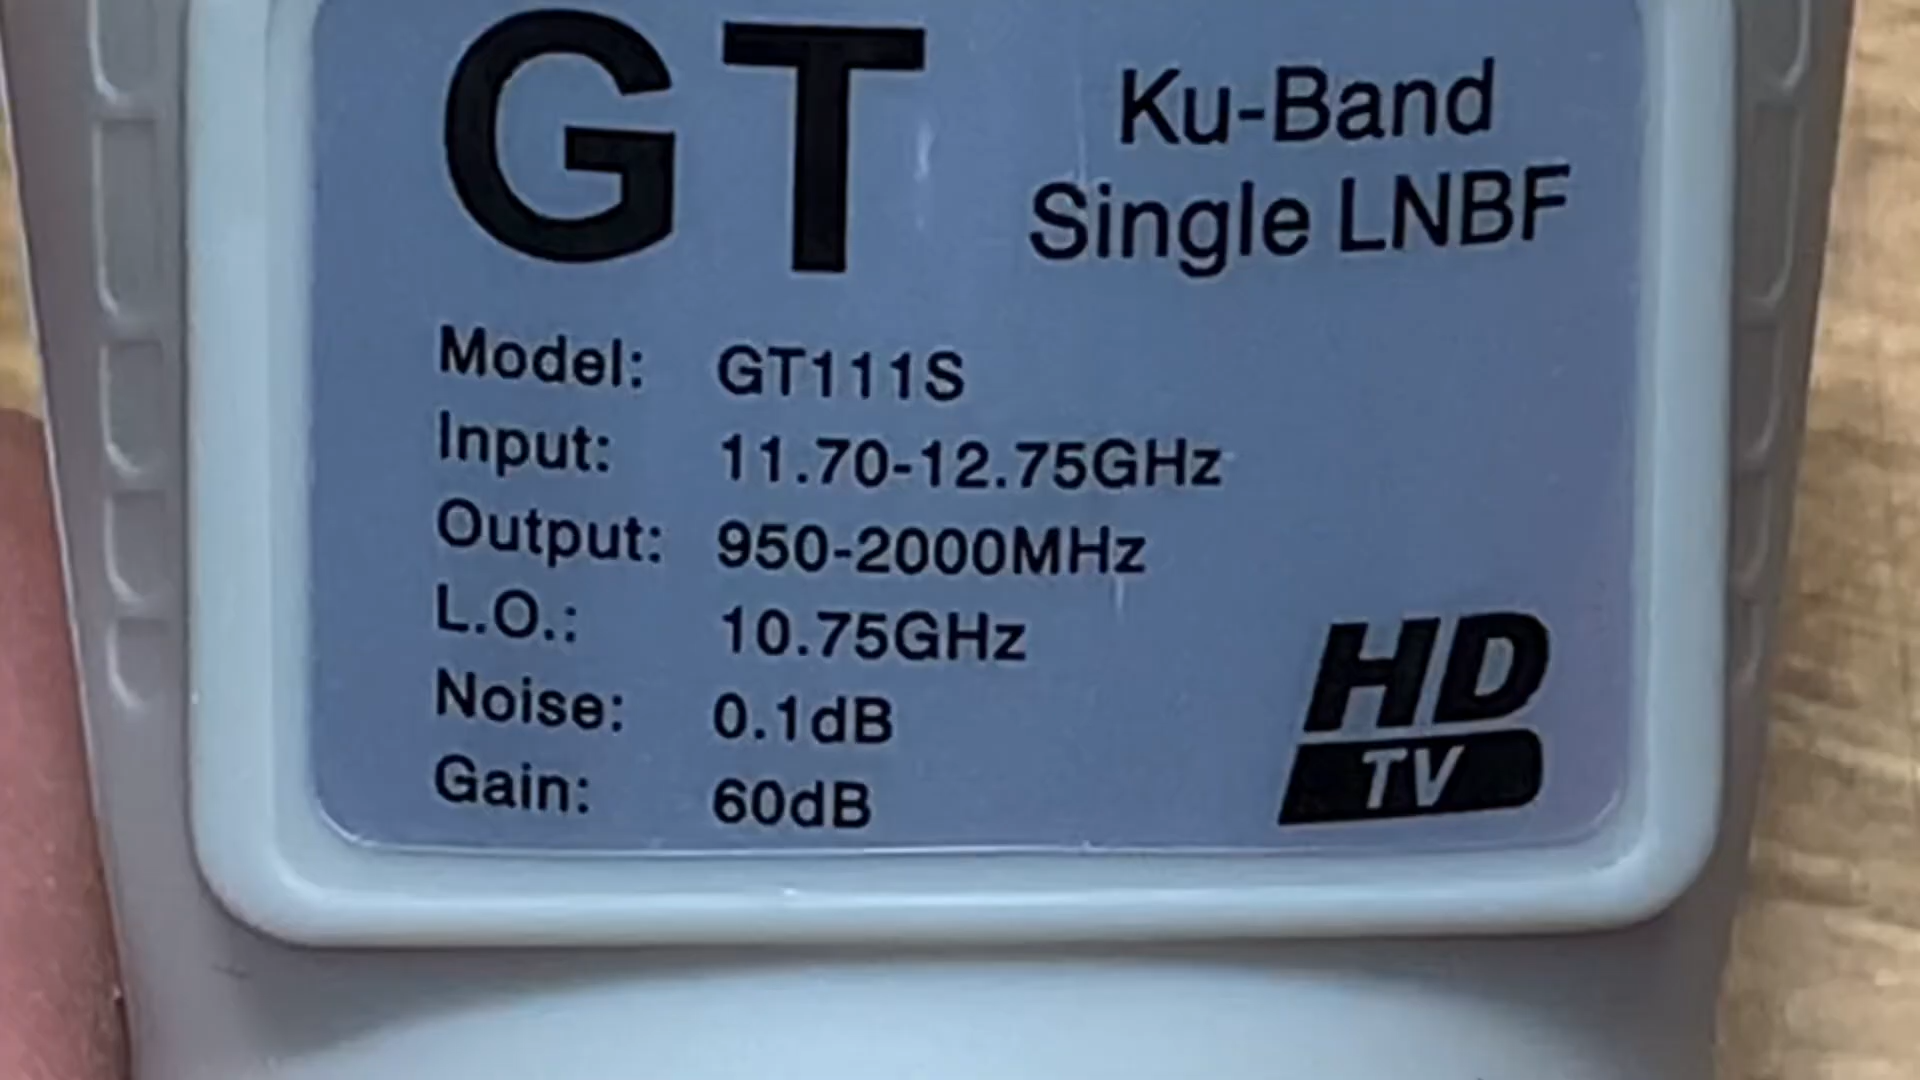 GT
Ku-Band
Single LNBF
Model: GT111S
Input: 11.70-12.75GHz
Output: 950-2000MHz
L.O.: 10.75GHz
Noise: 0.1dB
Gain: 60dB
HD
TV